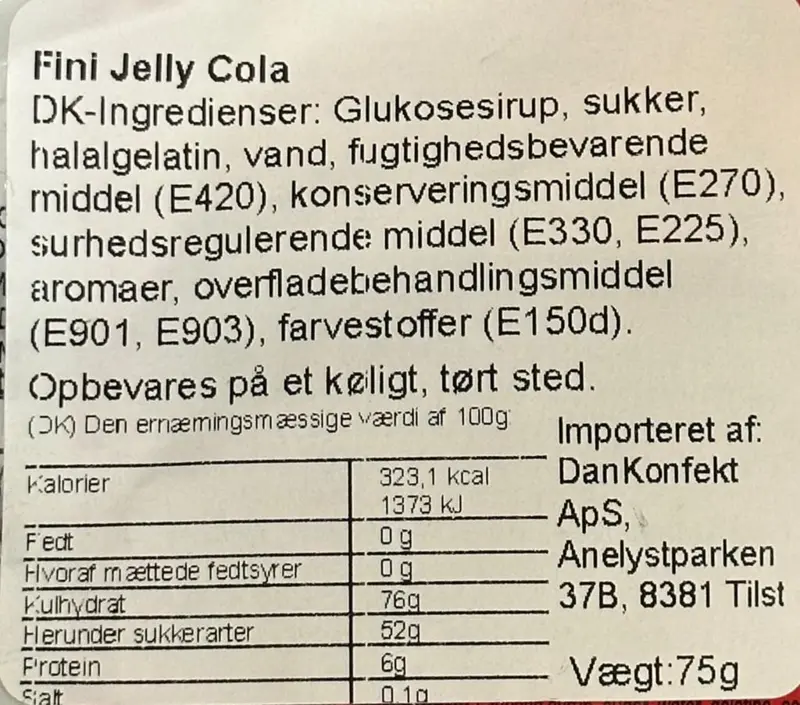 Fini Jelly Cola
DK-Ingredienser: Glukosesirup, sukker,
halalgelatin, vand, fugtighedsbevarende
middel (E420), konserveringsmiddel (E270),
surhedsregulerende middel (E330, E225),
aromaer, overfladebehandlingsmiddel
(E901, E903), farvestoffer (E150d).
Opbevares på et køligt, tørt sted.
(DK) Den ernæmingsmæssige værdi af 100g
Kalorier 323,1 kcal
1373 kJ
Fedt 0 g
Hvoraf mættede fedtsyrer 0 g
Kulhydrat 76g
Herunder sukkerarter 52g
Protein 6g
Salt 0.1g
Importeret af:
DanKonfekt
ApS,
Anelystparken
37B, 8381 Tilst
Vægt:75g